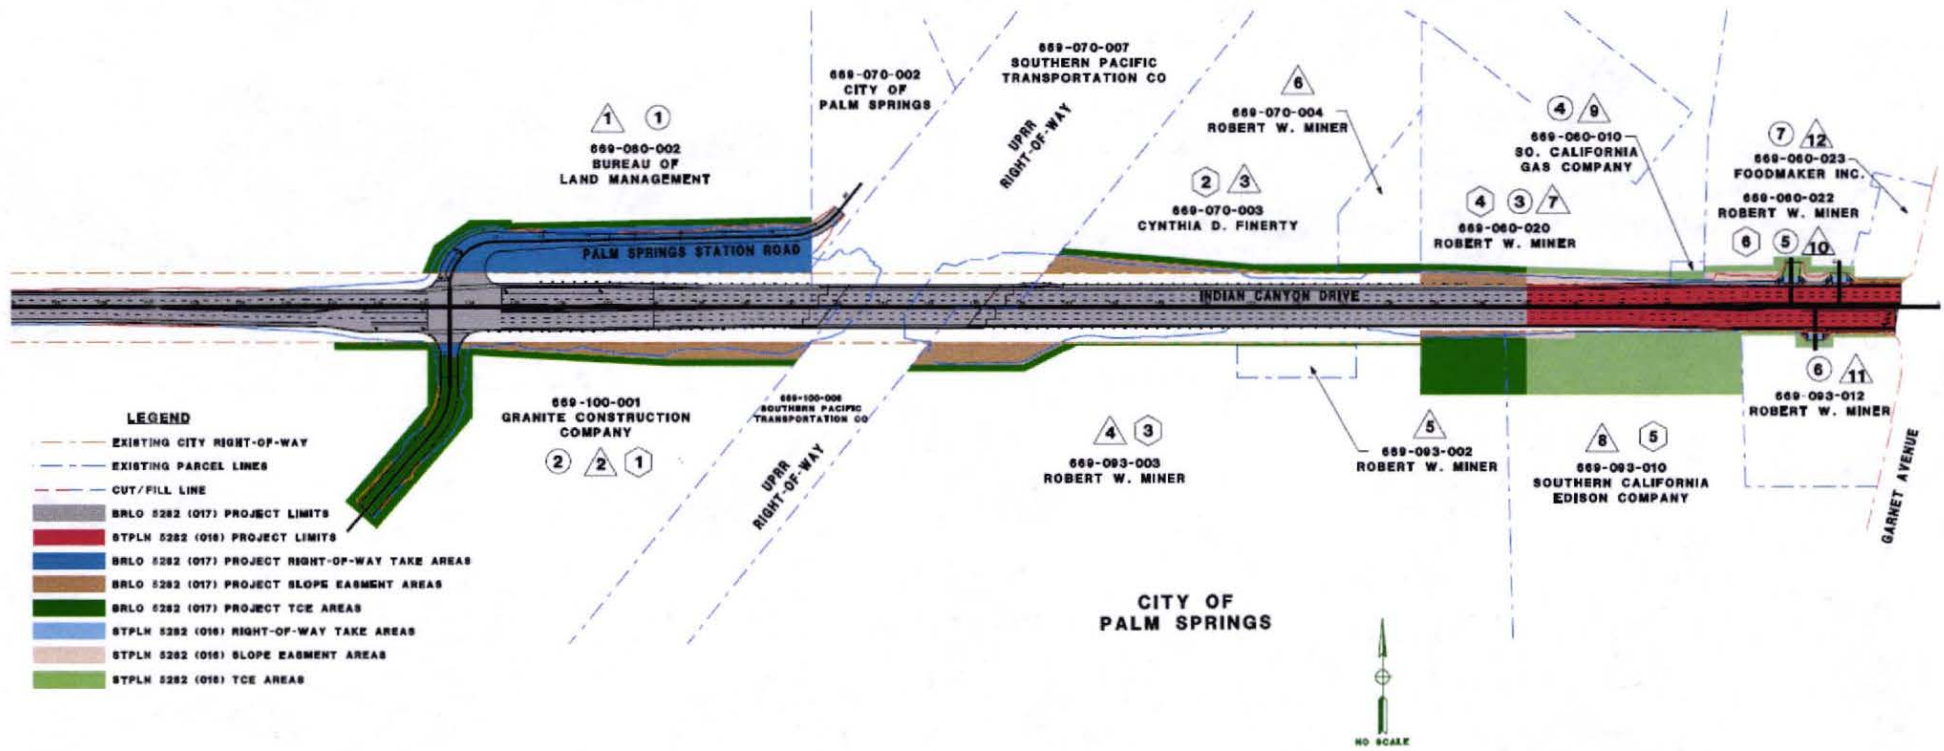 669-070-002
CITY OF
PALM SPRINGS
669-070-007
SOUTHERN PACIFIC
TRANSPORTATION CO
UPRR
RIGHT-OF-WAY
6
669-070-004
ROBERT W. MINER
4 9
669-060-010
SO. CALIFORNIA
GAS COMPANY
7 12
669-060-023
FOODMAKER INC.
669-060-022
ROBERT W. MINER
6 5 10
1 1
669-080-002
BUREAU OF
LAND MANAGEMENT
2 3
669-070-003
CYNTHIA D. FINERTY
4 3 7
669-060-020
ROBERT W. MINER
PALM SPRINGS STATION ROAD
INDIAN CANYON DRIVE
669-100-001
GRANITE CONSTRUCTION
COMPANY
2 2 1
669-100-006
SOUTHERN PACIFIC
TRANSPORTATION CO
UPRR
RIGHT-OF-WAY
4 3
669-093-003
ROBERT W. MINER
5
669-093-002
ROBERT W. MINER
8 5
669-093-010
SOUTHERN CALIFORNIA
EDISON COMPANY
6 11
669-093-012
ROBERT W. MINER
GARNET AVENUE
LEGEND
EXISTING CITY RIGHT-OF-WAY
EXISTING PARCEL LINES
CUT/FILL LINE
BRLO 5282 (017) PROJECT LIMITS
STPLN 5282 (016) PROJECT LIMITS
BRLO 5282 (017) PROJECT RIGHT-OF-WAY TAKE AREAS
BRLO 5282 (017) PROJECT SLOPE EASMENT AREAS
BRLO 5282 (017) PROJECT TCE AREAS
STPLN 5282 (016) RIGHT-OF-WAY TAKE AREAS
STPLN 5282 (016) SLOPE EASMENT AREAS
STPLN 5282 (016) TCE AREAS
CITY OF
PALM SPRINGS
NO SCALE